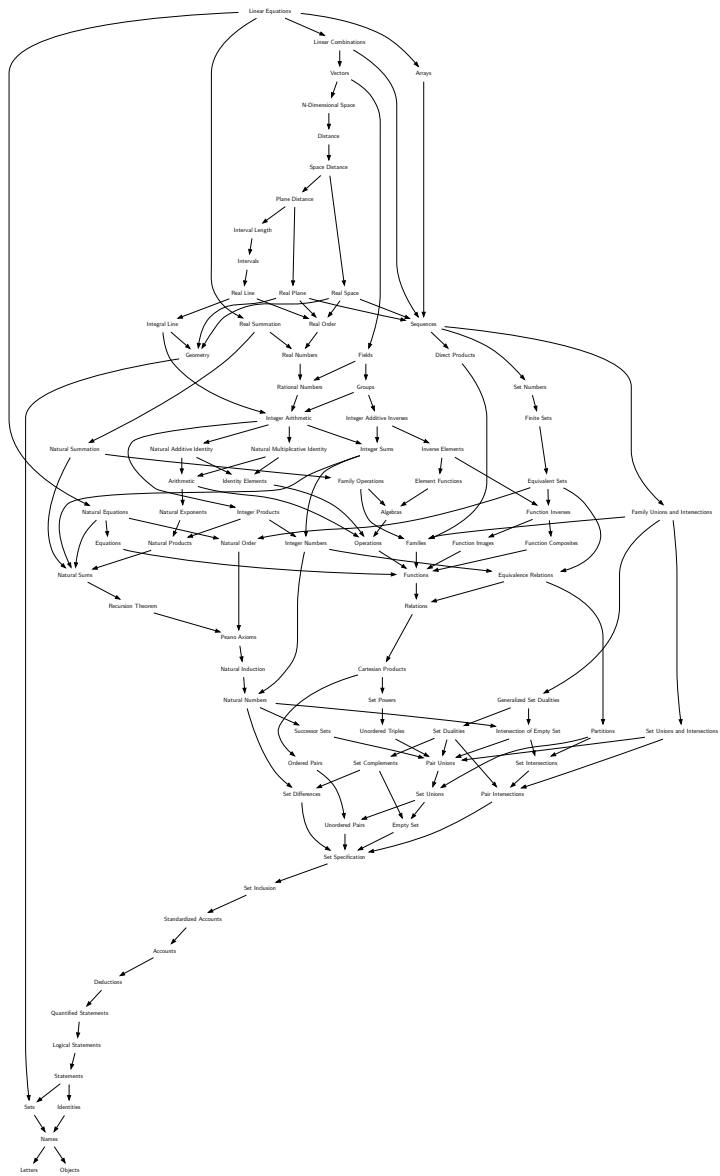 Linear Equations
Linear Combinations
Vectors
Arrays
N-Dimensional Space
Distance
Space Distance
Plane Distance
Interval Length
Intervals
Real Line
Real Plane
Real Space
Integral Line
Real Summation
Real Order
Sequences
Geometry
Real Numbers
Fields
Direct Products
Rational Numbers
Groups
Set Numbers
Integer Arithmetic
Integer Additive Inverses
Finite Sets
Natural Summation
Natural Additive Identity
Natural Multiplicative Identity
Integer Sums
Inverse Elements
Arithmetic
Identity Elements
Family Operations
Element Functions
Equivalent Sets
Natural Equations
Natural Exponents
Integer Products
Algebras
Function Inverses
Family Unions and Intersections
Equations
Natural Products
Natural Order
Integer Numbers
Operations
Families
Function Images
Function Composites
Natural Sums
Functions
Equivalence Relations
Recursion Theorem
Relations
Peano Axioms
Natural Induction
Cartesian Products
Natural Numbers
Set Powers
Generalized Set Dualities
Successor Sets
Unordered Triples
Set Dualities
Intersection of Empty Set
Partitions
Set Unions and Intersections
Ordered Pairs
Set Complements
Pair Unions
Set Intersections
Set Differences
Set Unions
Pair Intersections
Unordered Pairs
Empty Set
Set Specification
Set Inclusion
Standardized Accounts
Accounts
Deductions
Quantified Statements
Logical Statements
Statements
Sets
Identities
Names
Letters
Objects